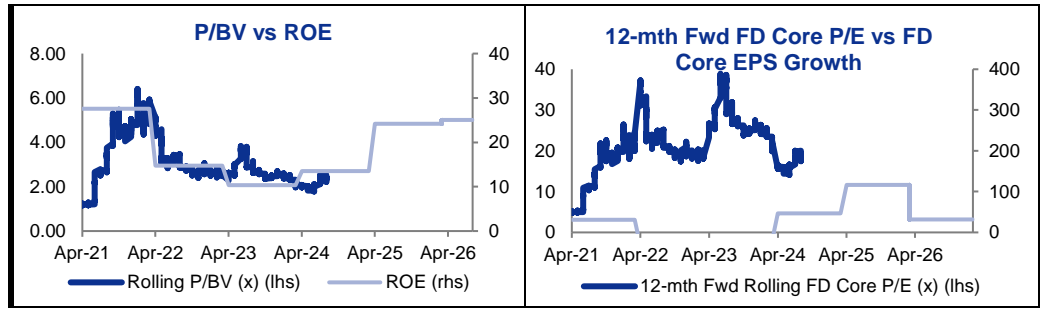 P/BV vs ROE
8.00
6.00
4.00
2.00
0.00
40
30
20
10
0
Apr-21 Apr-22 Apr-23 Apr-24 Apr-25 Apr-26
Rolling P/BV (x) (lhs) ROE (rhs)
12-mth Fwd FD Core P/E vs FD
Core EPS Growth
40
30
20
10
0
400
300
200
100
0
Apr-21 Apr-22 Apr-23 Apr-24 Apr-25 Apr-26
12-mth Fwd Rolling FD Core P/E (x) (lhs)